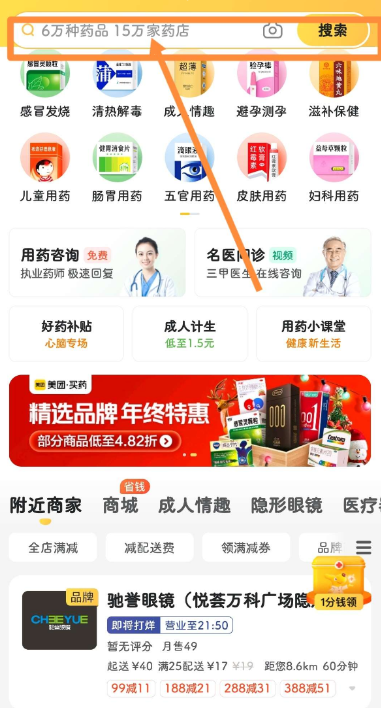 6万种药品 15万家药店
搜索
感冒发烧 清热解毒 成人情趣 避孕测孕 滋补保健
儿童用药 肠胃用药 五官用药 皮肤用药 妇科用药
用药咨询 免费
执业药师 极速回复
名医问诊 视频
三甲医生 在线咨询
好药补贴
心脑专场
成人计生
低至1.5元
用药小课堂
健康新生活
美团·买药
精选品牌 年终特惠
部分商品低至4.82折
省钱
附近商家 商城 成人情趣 隐形眼镜 医疗
全店满减 减配送费 领满减券 品牌
1分钱领
品牌
CHEEYUE
驰誉眼镜（悦荟万科广场隐
即将打烊 营业至21:50
暂无评分 月售49
起送 ¥40 满25配送 ¥17 ¥19 距您8.6km 60分钟
99减11 188减21 288减31 388减51